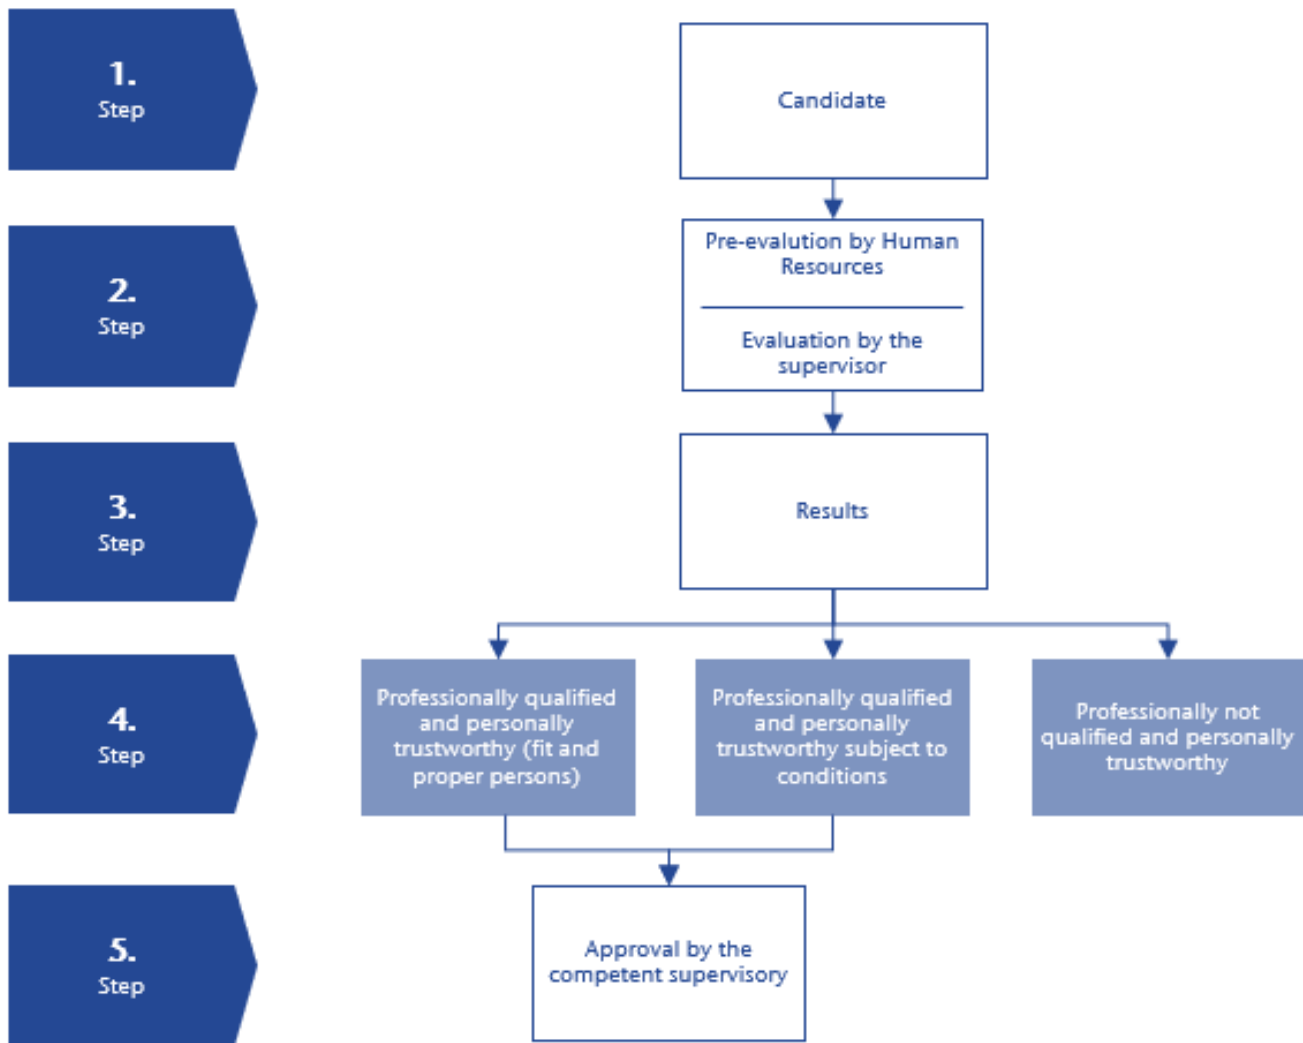 1.
Step
Candidate
2.
Step
Pre-evalution by Human
Resources
Evaluation by the
supervisor
3.
Step
Results
4.
Step
Professionally qualified
and personally
trustworthy (fit and
proper persons)
Professionally qualified
and personally
trustworthy subject to
conditions
Professionally not
qualified and personally
trustworthy
5.
Step
Approval by the
competent supervisory